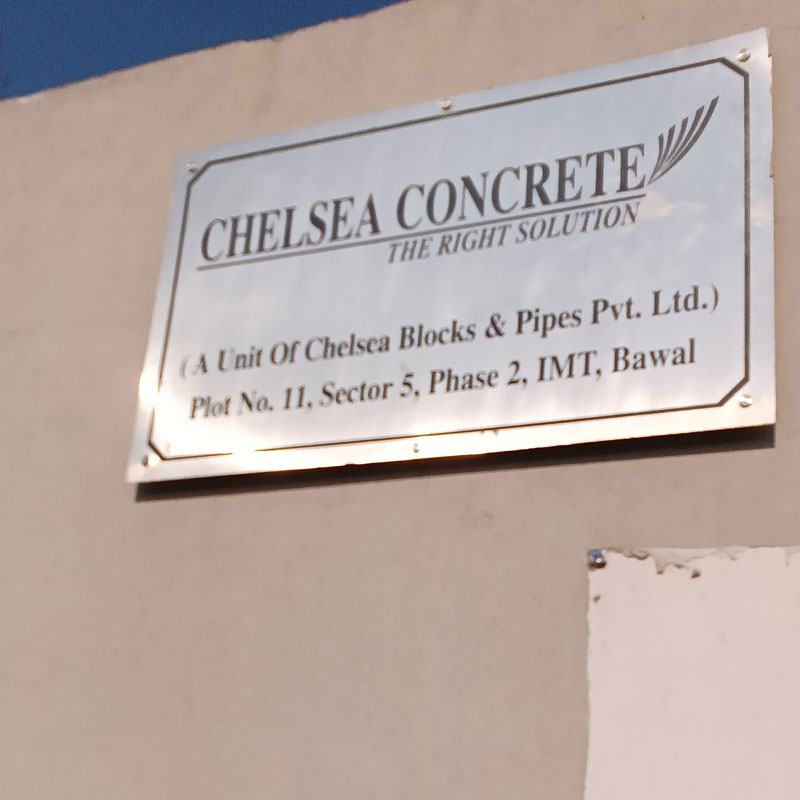 CHELSEA CONCRETE
THE RIGHT SOLUTION
(A Unit Of Chelsea Blocks & Pipes Pvt. Ltd.)
Plot No. 11, Sector 5, Phase 2, IMT, Bawal